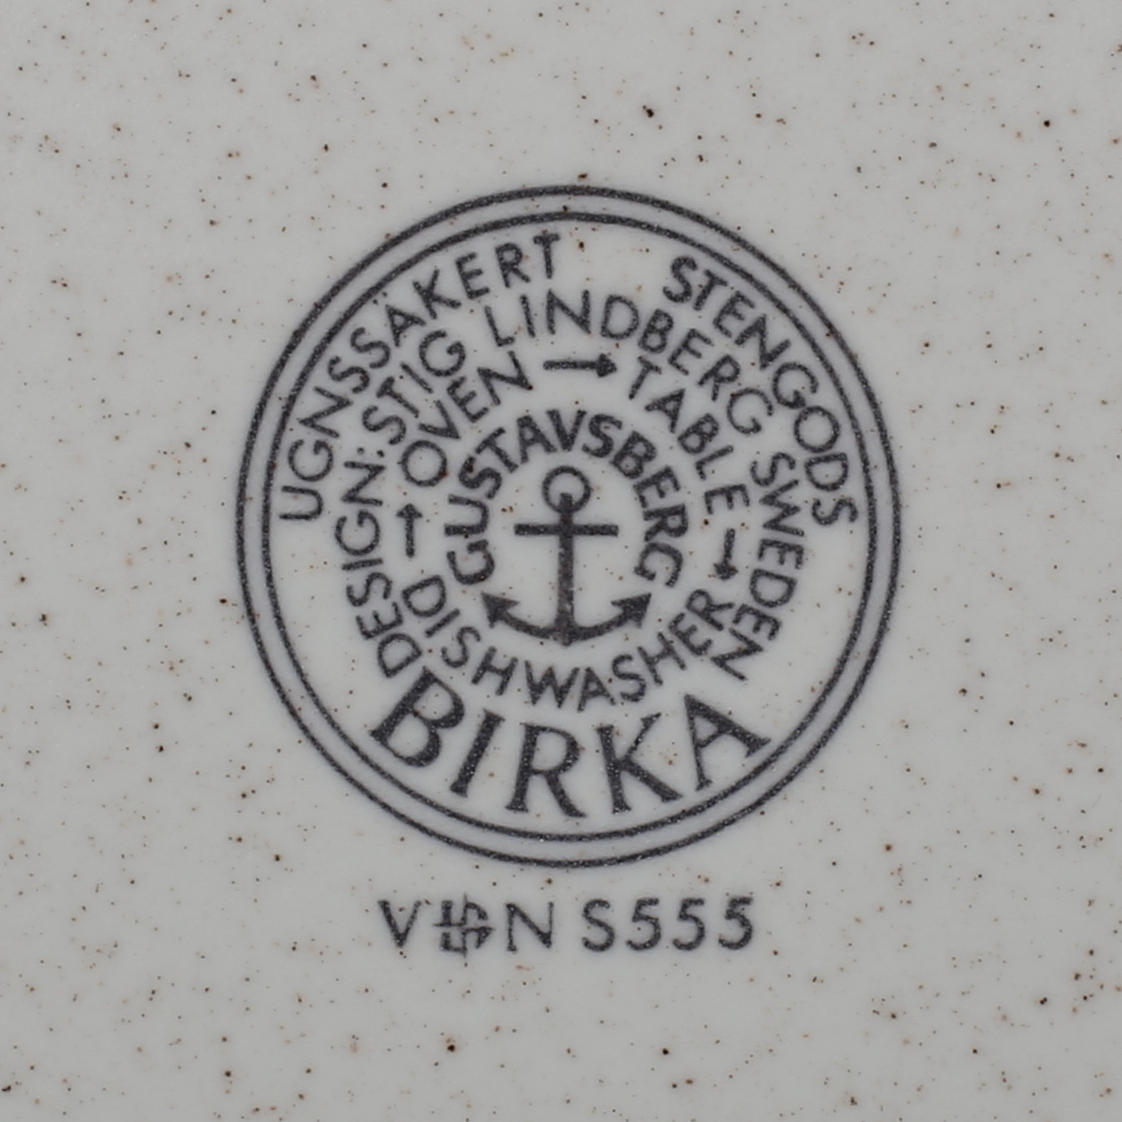 UGNSSÄKERT STENGODS
DESIGN: STIG LINDBERG SWEDEN
OVEN → TABLE → DISHWASHER →
GUSTAVSBERG
BIRKA
N S555